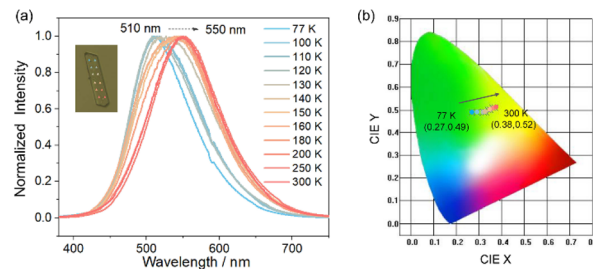 (a)
510 nm
550 nm
77 K
100 K
110 K
120 K
130 K
140 K
150 K
160 K
180 K
200 K
250 K
300 K
Normalized Intensity
1.0
0.8
0.6
0.4
0.2
0.0
400
500
600
700
Wavelength / nm
(b)
CIE Y
0.9
0.8
0.7
0.6
0.5
0.4
0.3
0.2
0.1
0.0
77 K
(0.27,0.49)
300 K
(0.38,0.52)
0.0 0.1 0.2 0.3 0.4 0.5 0.6 0.7 0.8
CIE X